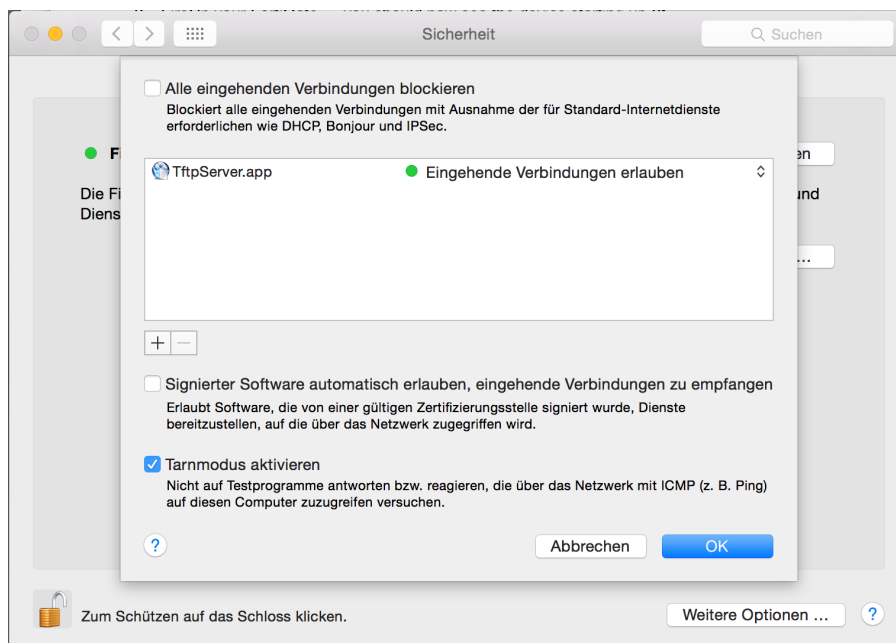 Sicherheit
Suchen
Alle eingehenden Verbindungen blockieren
Blockiert alle eingehenden Verbindungen mit Ausnahme der für Standard-Internetdienste
erforderlichen wie DHCP, Bonjour und IPSec.
TftpServer.app Eingehende Verbindungen erlauben
Die Fi
und
Diens
+ −
Signierter Software automatisch erlauben, eingehende Verbindungen zu empfangen
Erlaubt Software, die von einer gültigen Zertifizierungsstelle signiert wurde, Dienste
bereitzustellen, auf die über das Netzwerk zugegriffen wird.
Tarnmodus aktivieren
Nicht auf Testprogramme antworten bzw. reagieren, die über das Netzwerk mit ICMP (z. B. Ping)
auf diesen Computer zuzugreifen versuchen.
? Abbrechen OK
Zum Schützen auf das Schloss klicken.
Weitere Optionen ... ?